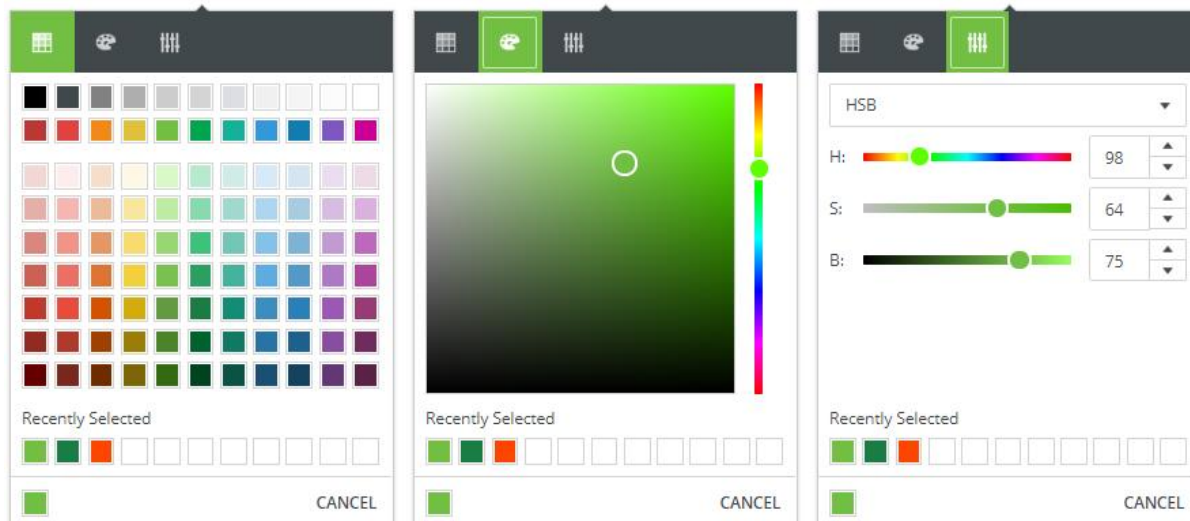 HSB
H: 98
S: 64
B: 75
Recently Selected
Recently Selected
Recently Selected
CANCEL
CANCEL
CANCEL